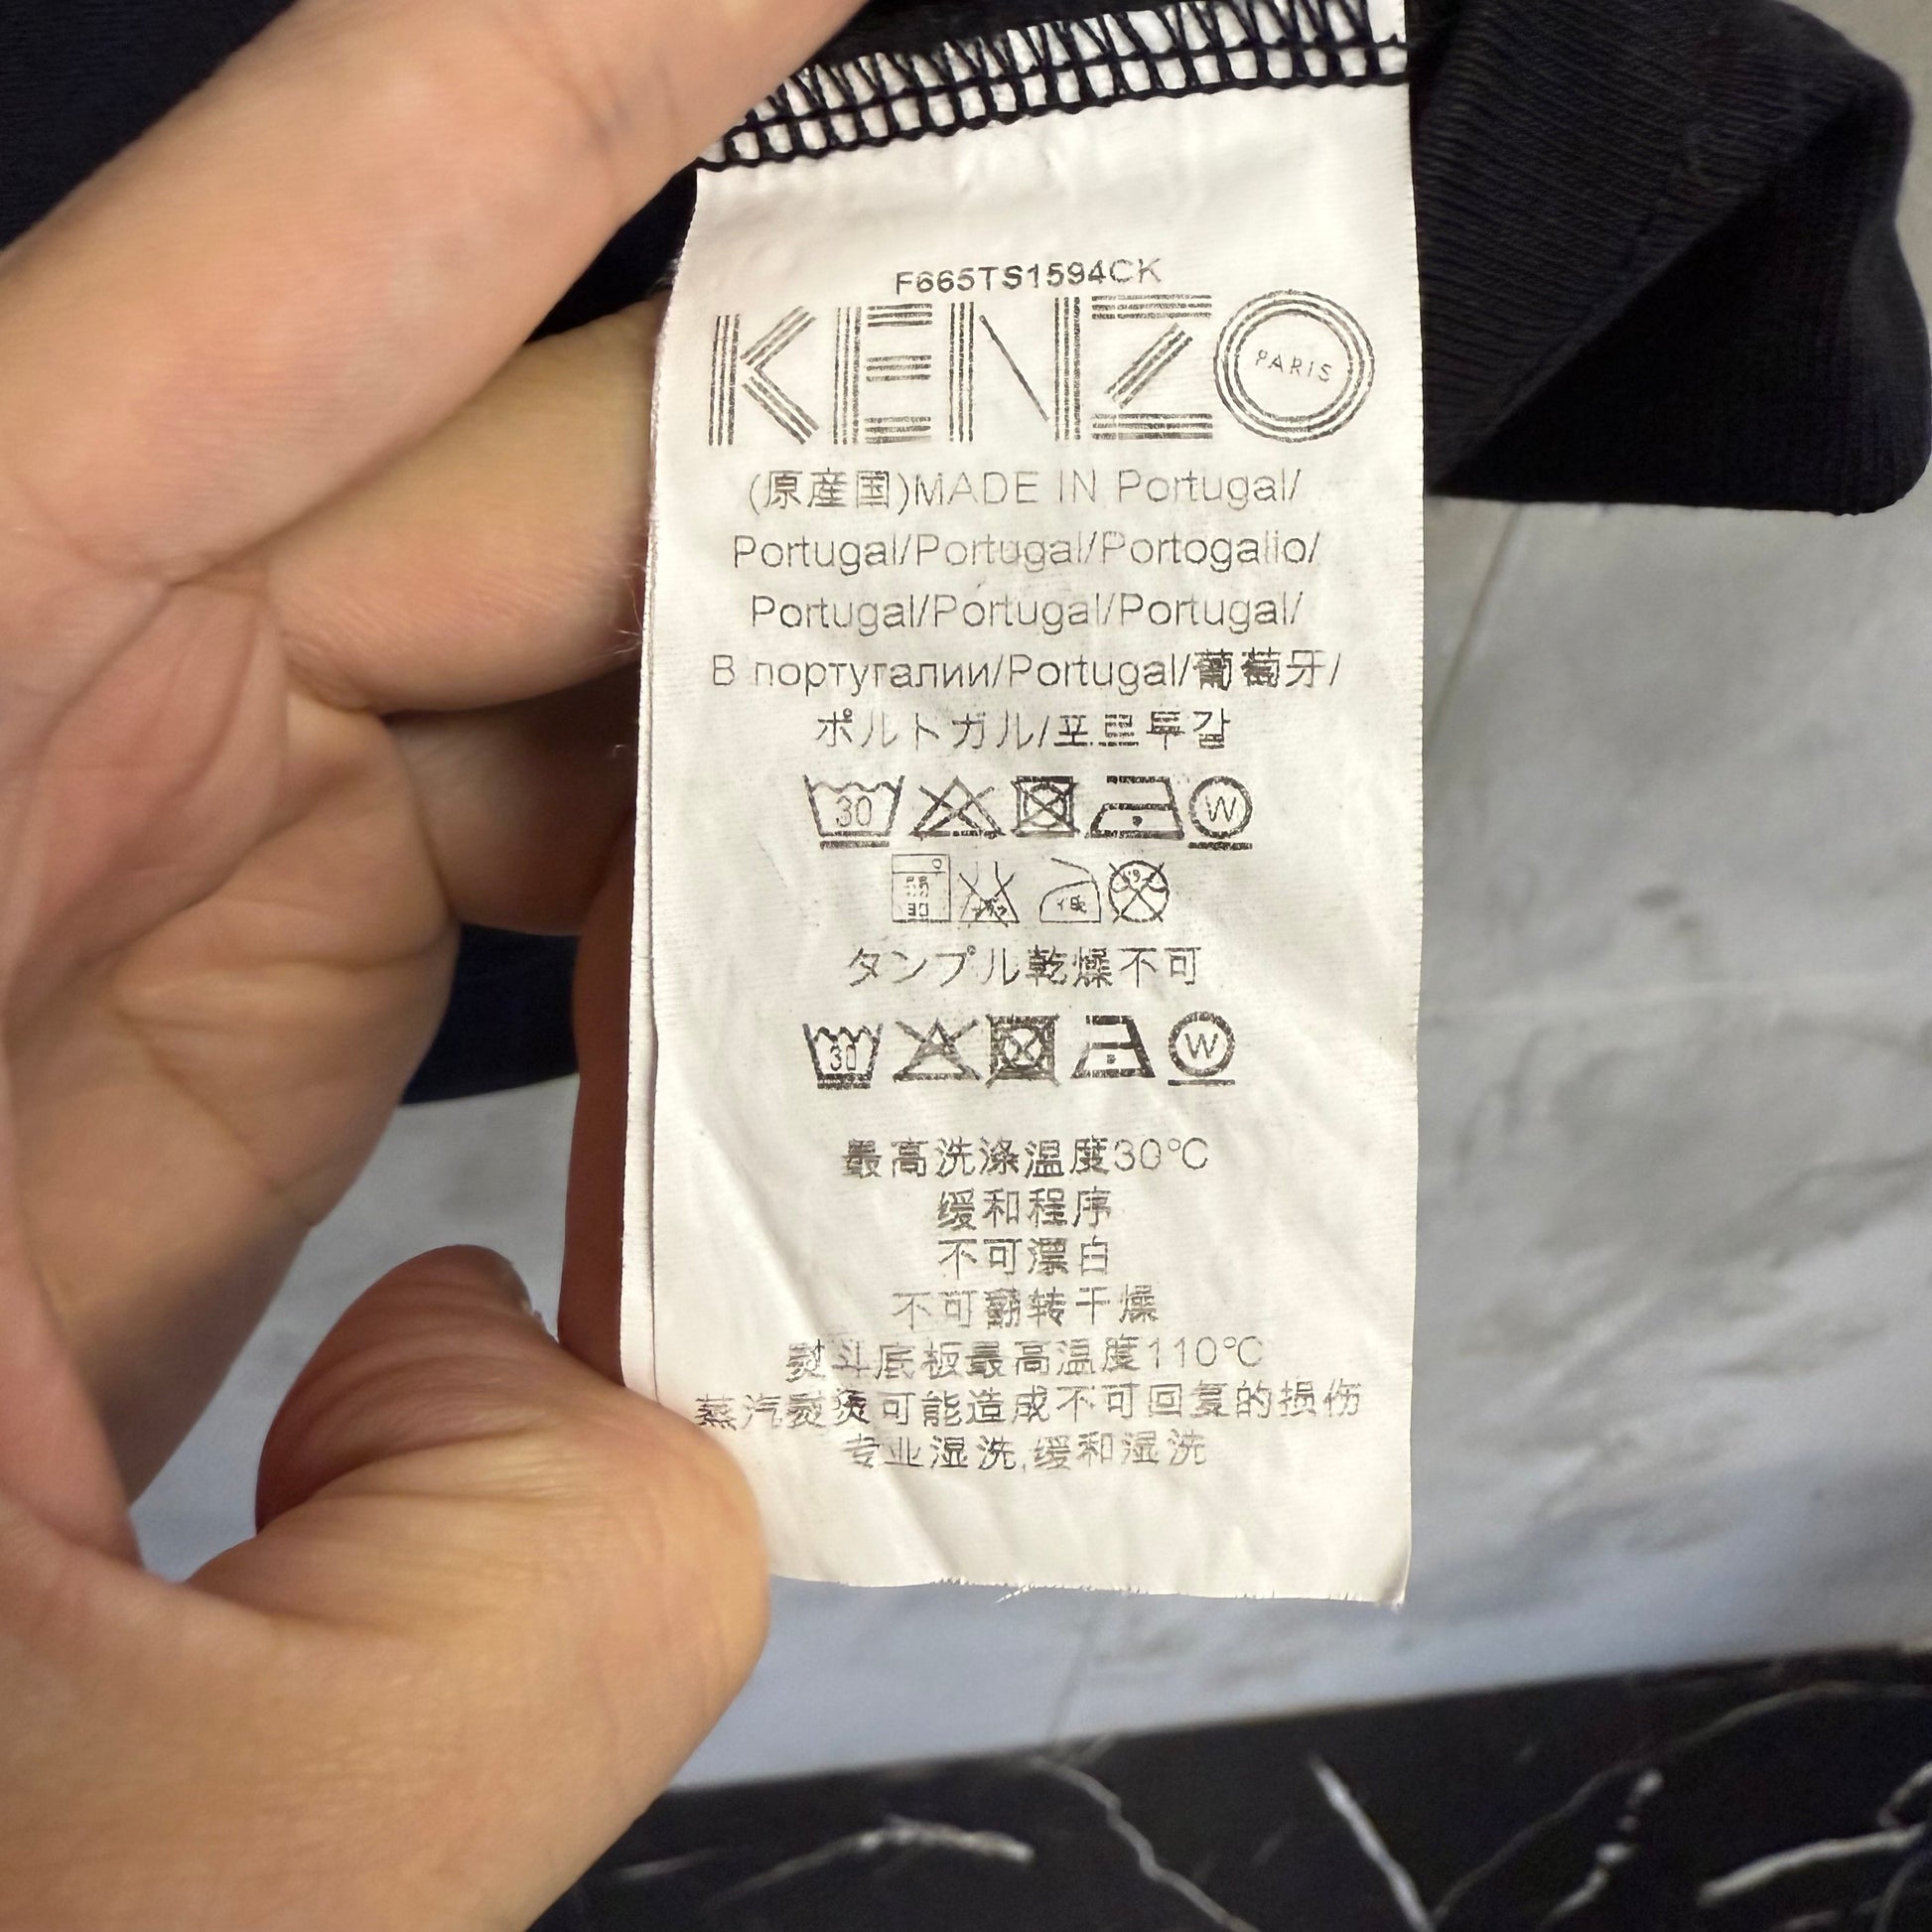 F665TS1594CK
KENZO
PARIS
(原産国)MADE IN Portugal/
Portugal/Portugal/Portogallo/
Portugal/Portugal/Portugal/
В португалии/Portugal/葡萄牙/
ポルトガル/포르투갈
30 W
30 低
タンブル乾燥不可
30 W
最高洗涤温度30°C
缓和程序
不可漂白
不可翻转干燥
熨斗底板最高温度110°C
蒸汽熨烫可能造成不可回复的损伤
专业湿洗,缓和湿洗